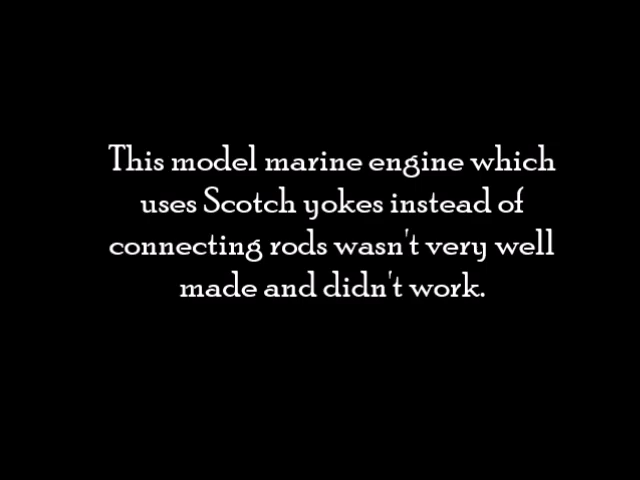 This model marine engine which
uses Scotch yokes instead of
connecting rods wasn't very well
made and didn't work.